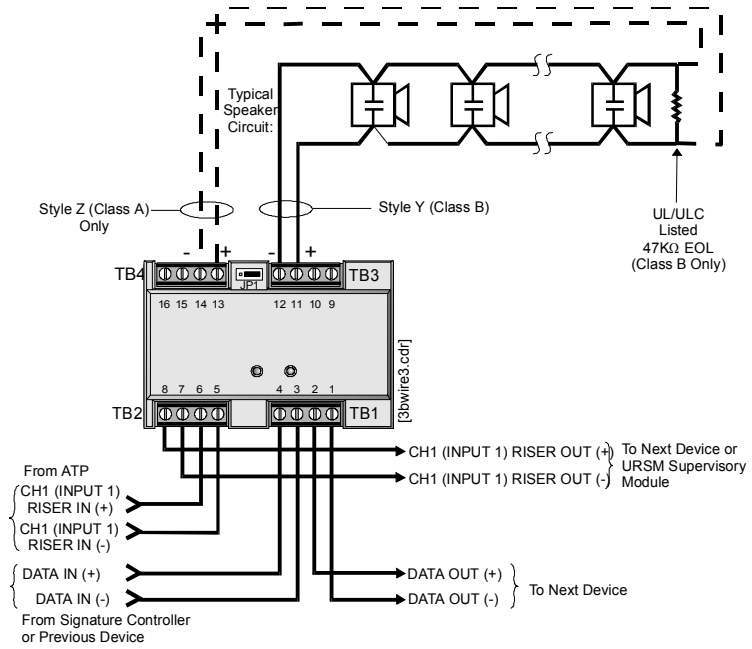 Typical
Speaker
Circuit:
Style Z (Class A)
Only
Style Y (Class B)
UL/ULC
Listed
47KΩ EOL
(Class B Only)
- + - +
TB4 JP1 TB3
16 15 14 13 12 11 10 9
[3bwire3.cdr]
8 7 6 5 4 3 2 1
TB2 TB1
CH1 (INPUT 1) RISER OUT (+)
CH1 (INPUT 1) RISER OUT (-)
To Next Device or
URSM Supervisory
Module
From ATP
CH1 (INPUT 1)
RISER IN (+)
CH1 (INPUT 1)
RISER IN (-)
DATA IN (+)
DATA IN (-)
From Signature Controller
or Previous Device
DATA OUT (+)
DATA OUT (-)
To Next Device